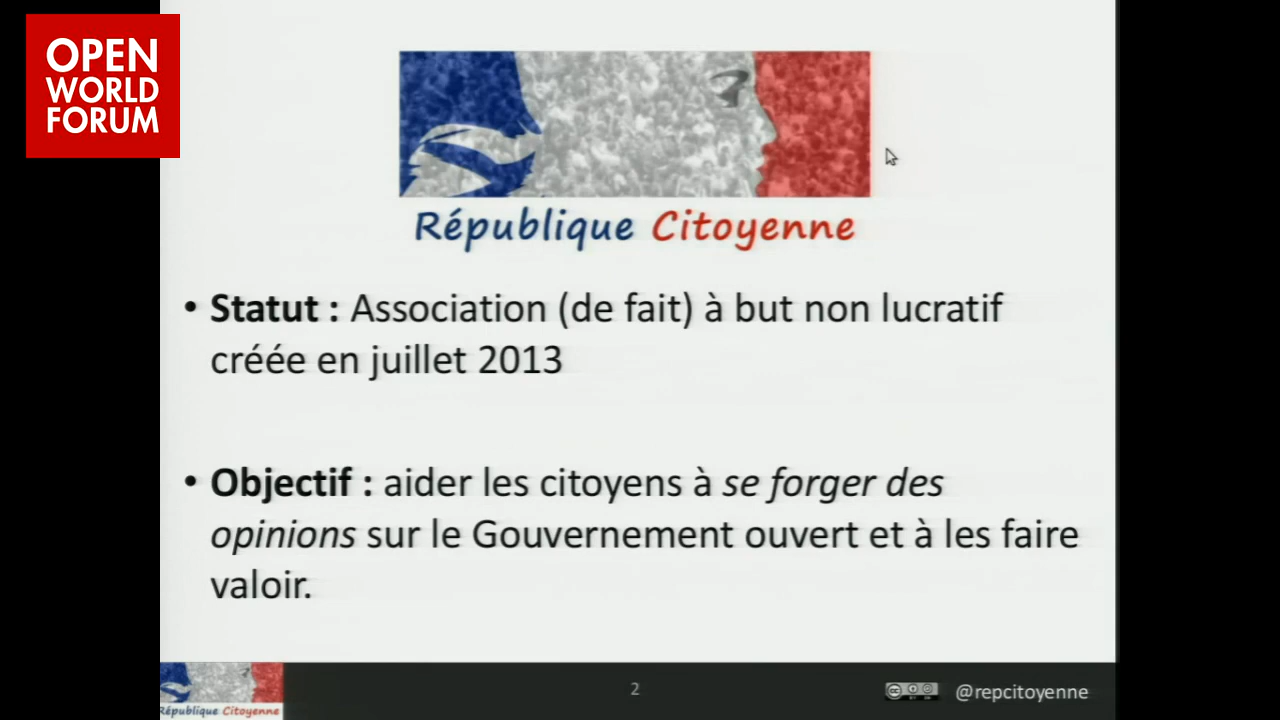 OPEN
WORLD
FORUM
République Citoyenne
• Statut : Association (de fait) à but non lucratif
créée en juillet 2013
• Objectif : aider les citoyens à se forger des
opinions sur le Gouvernement ouvert et à les faire
valoir.
République Citoyenne
2
@repcitoyenne